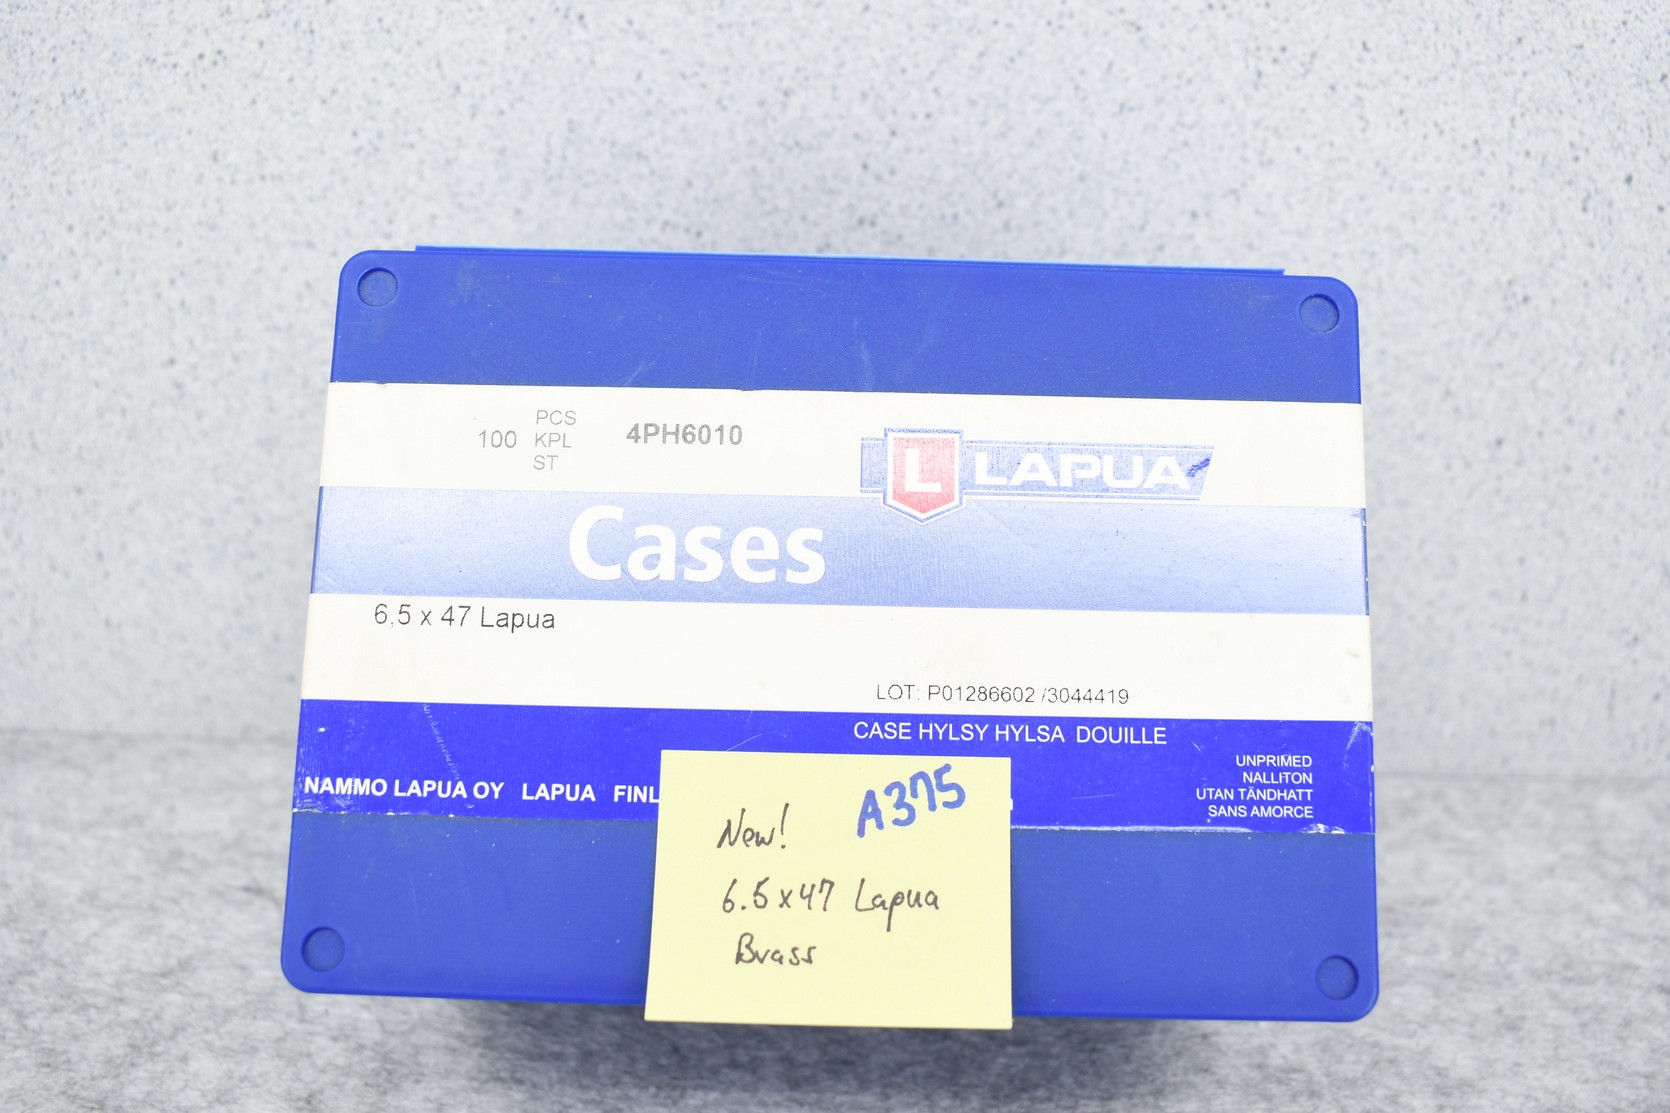 100 PCS
KPL
ST
4PH6010
L LAPUA
Cases
6,5 x 47 Lapua
LOT: P01286602 /3044419
CASE HYLSY HYLSA DOUILLE
UNPRIMED
NALLITON
UTAN TÄNDHATT
SANS AMORCE
NAMMO LAPUA OY LAPUA FINL
A375
New!
6.5x47 Lapua
Brass